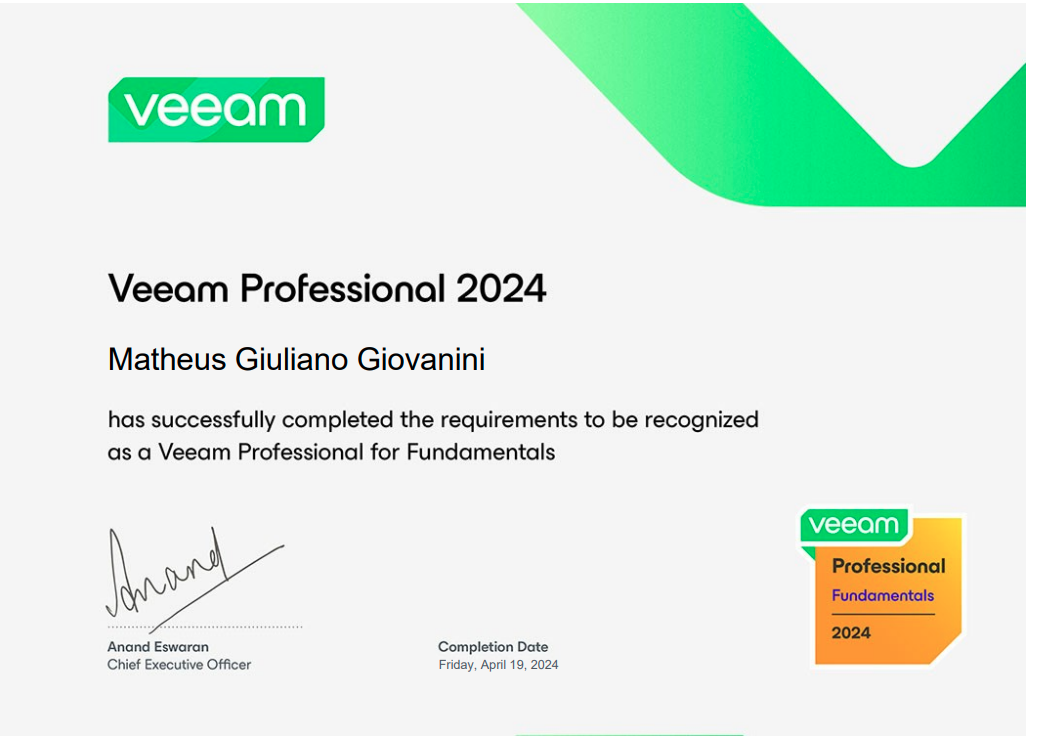 veeam
Veeam Professional 2024
Matheus Giuliano Giovanini
has successfully completed the requirements to be recognized
as a Veeam Professional for Fundamentals
Anand
Anand Eswaran
Chief Executive Officer
Completion Date
Friday, April 19, 2024
veeam
Professional
Fundamentals
2024